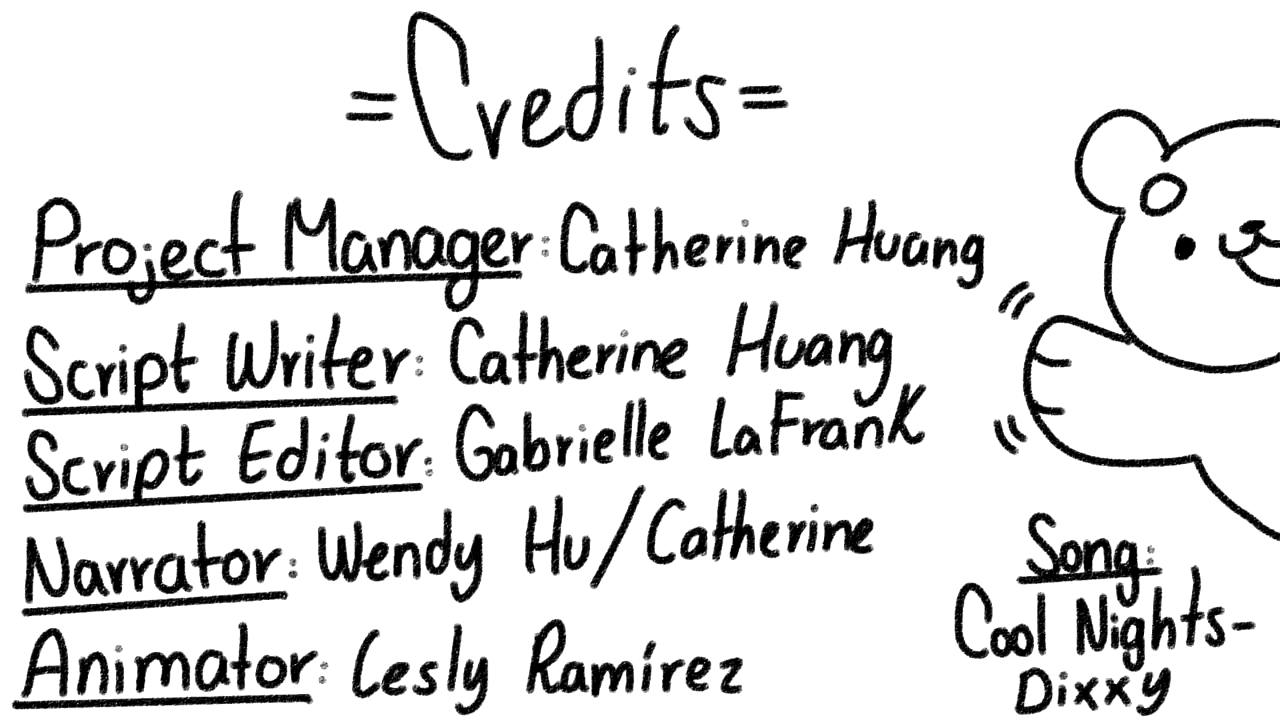 =Credits=
Project Manager: Catherine Huang
Script Writer: Catherine Huang
Script Editor: Gabrielle LaFrank
Narrator: Wendy Hu/Catherine
Animator: Lesly Ramírez
Song:
Cool Nights-
Dixxy